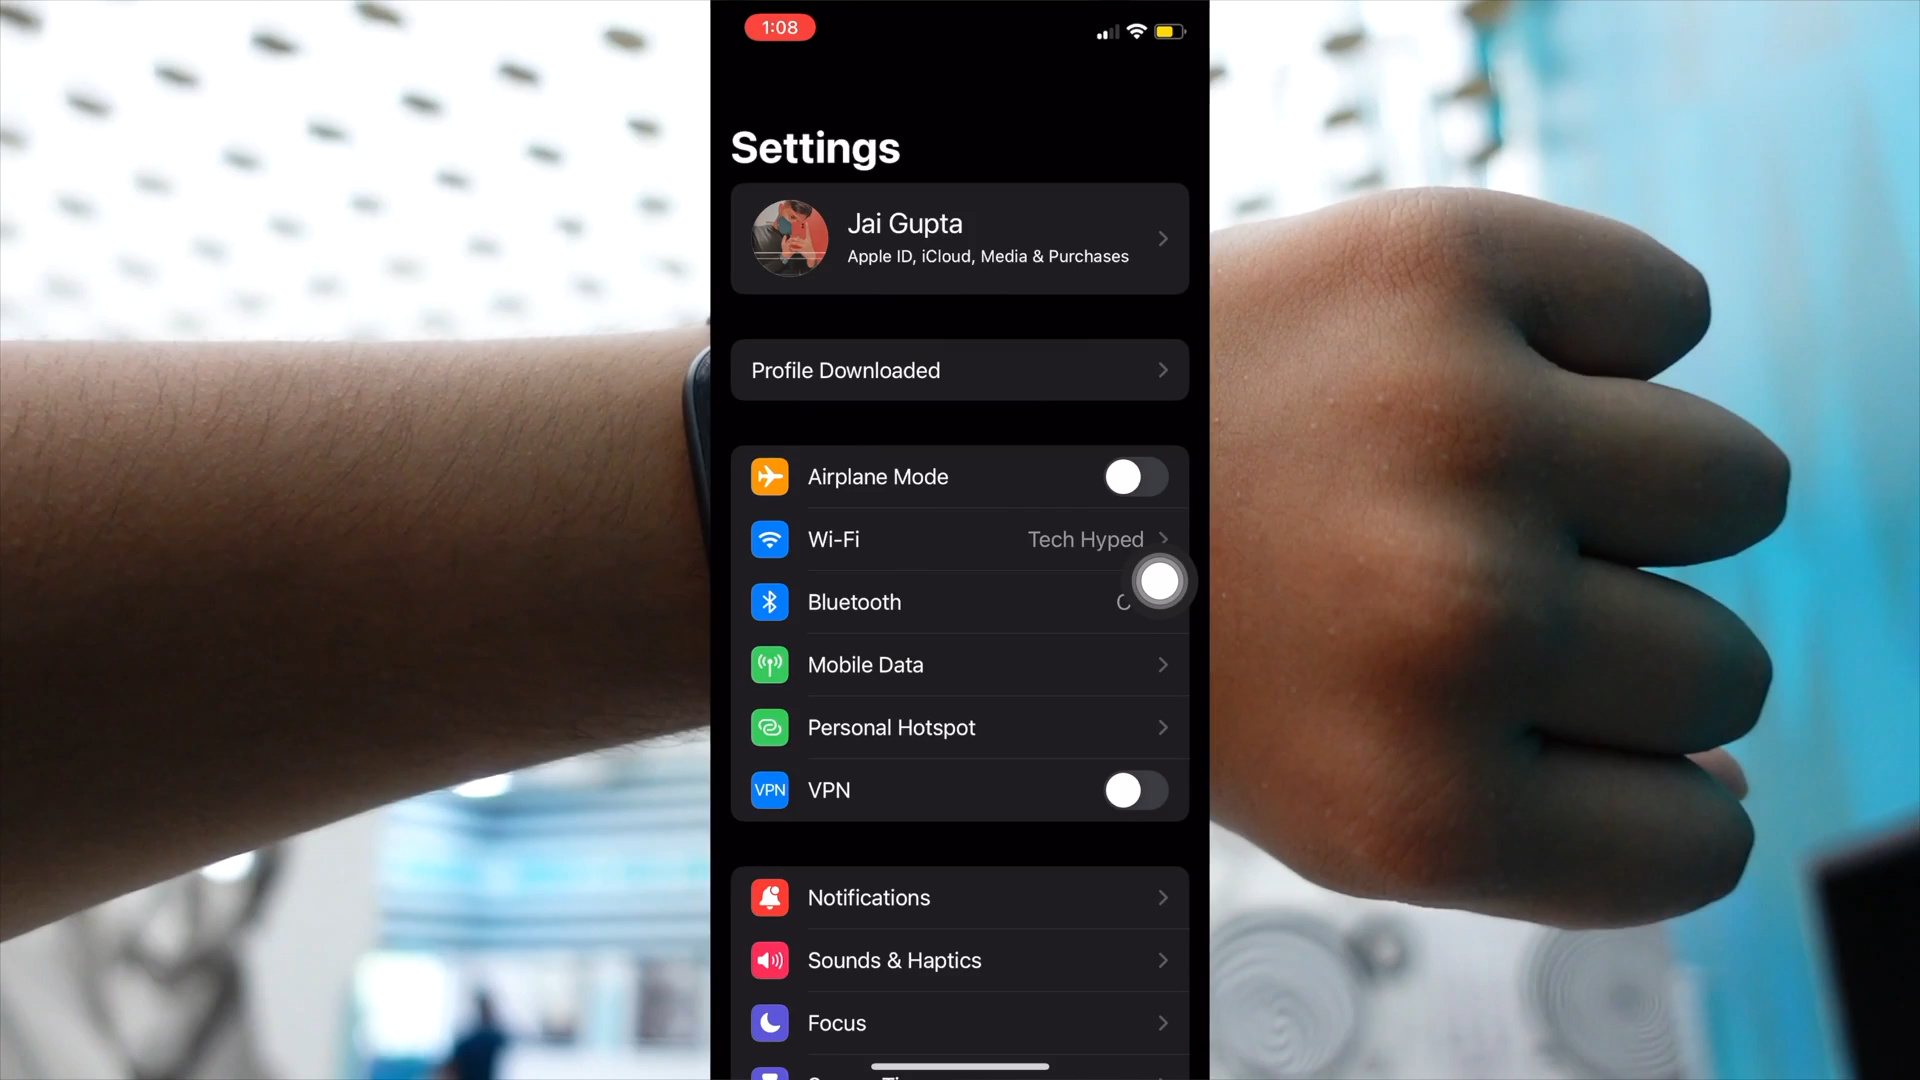 1:08
Settings
Jai Gupta
Apple ID, iCloud, Media & Purchases
Profile Downloaded
Airplane Mode
Wi-Fi Tech Hyped
Bluetooth
Mobile Data
Personal Hotspot
VPN VPN
Notifications
Sounds & Haptics
Focus